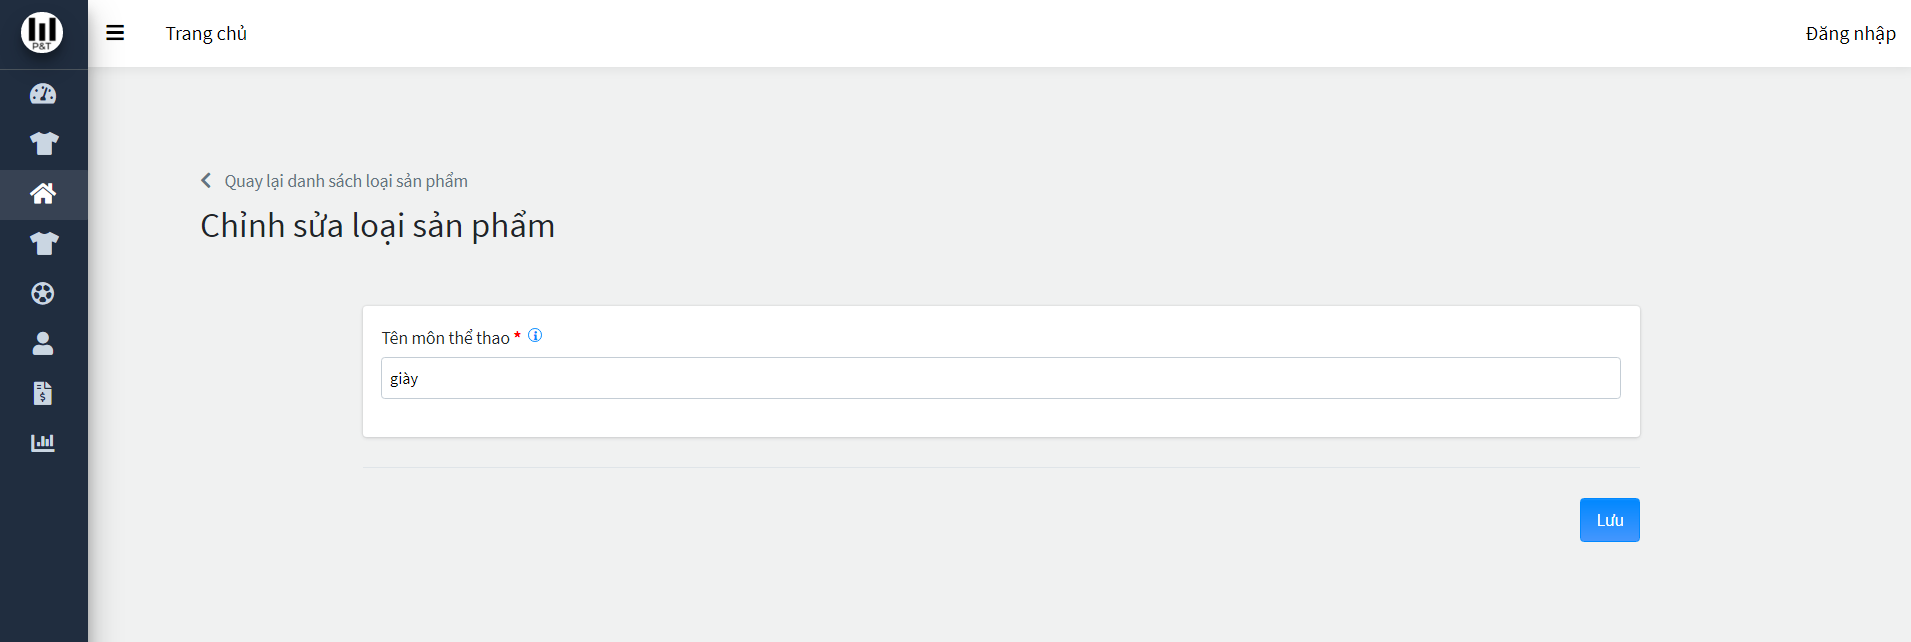 P&T
Trang chủ
Đăng nhập
Quay lại danh sách loại sản phẩm
Chỉnh sửa loại sản phẩm
Tên môn thể thao *
giày
Lưu